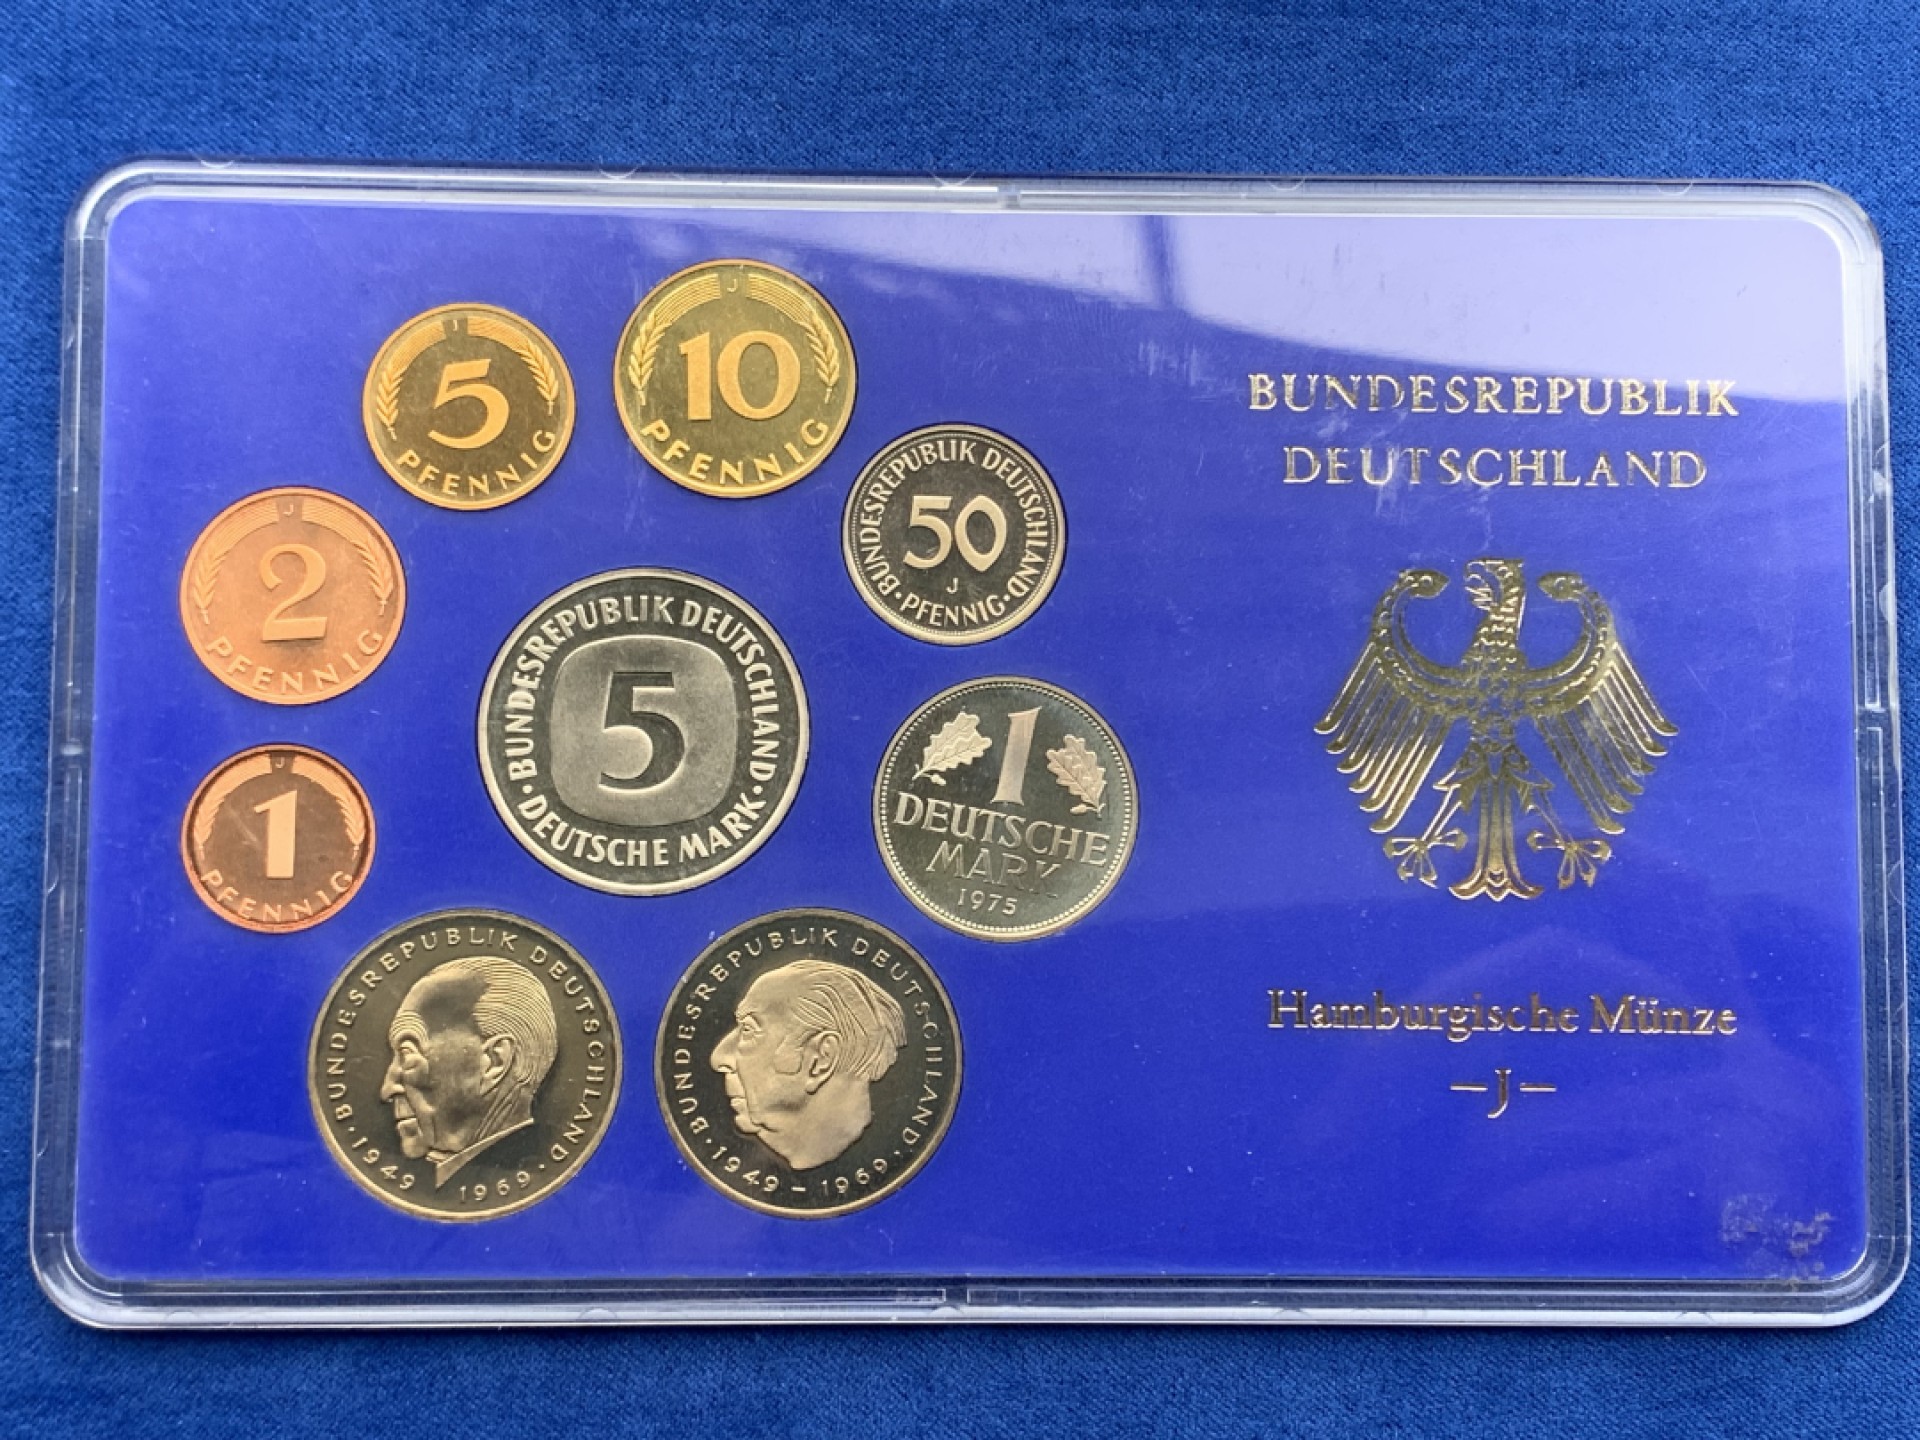 J
5
PFENNIG
J
10
PFENNIG
BUNDESREPUBLIK DEUTSCHLAND
50
J
·PFENNIG·
J
2
PFENNIG
BUNDESREPUBLIK DEUTSCHLAND
5
·DEUTSCHE MARK·
1
DEUTSCHE
MARK
1975
J
1
PFENNIG
BUNDESREPUBLIK DEUTSCHLAND
·1949 1969·
BUNDESREPUBLIK DEUTSCHLAND
·1949–1969·
BUNDESREPUBLIK
DEUTSCHLAND
Hamburgische Münze
–J–